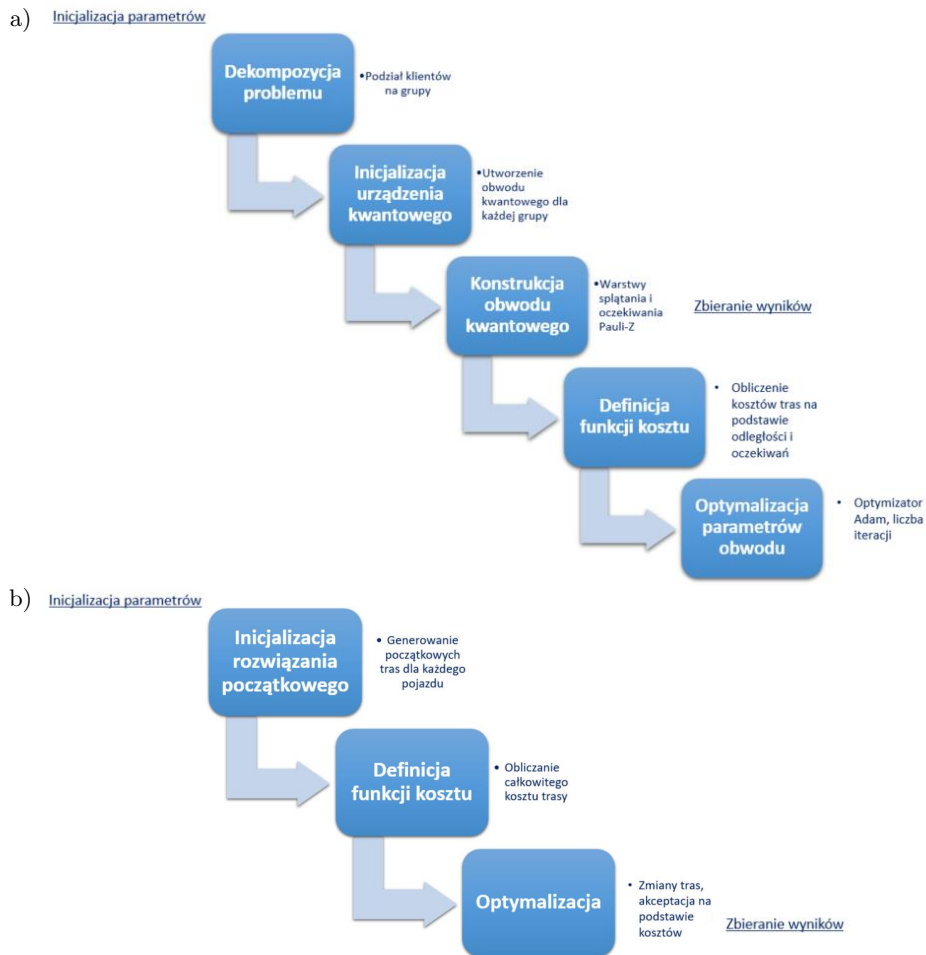 a)
Inicjalizacja parametrów
Dekompozycja
problemu
•Podział klientów
na grupy
Inicjalizacja
urządzenia
kwantowego
•Utworzenie
obwodu
kwantowego dla
każdej grupy
Konstrukcja
obwodu
kwantowego
•Warstwy
splątania i
oczekiwania
Pauli-Z
Zbieranie wyników
Definicja
funkcji kosztu
• Obliczenie
kosztów tras na
podstawie
odległości i
oczekiwań
Optymalizacja
parametrów
obwodu
• Optymizator
Adam, liczba
iteracji
b)
Inicjalizacja parametrów
Inicjalizacja
rozwiązania
początkowego
• Generowanie
początkowych
tras dla każdego
pojazdu
Definicja
funkcji kosztu
• Obliczanie
całkowitego
kosztu trasy
Optymalizacja
• Zmiany tras,
akceptacja na
podstawie
kosztów
Zbieranie wyników